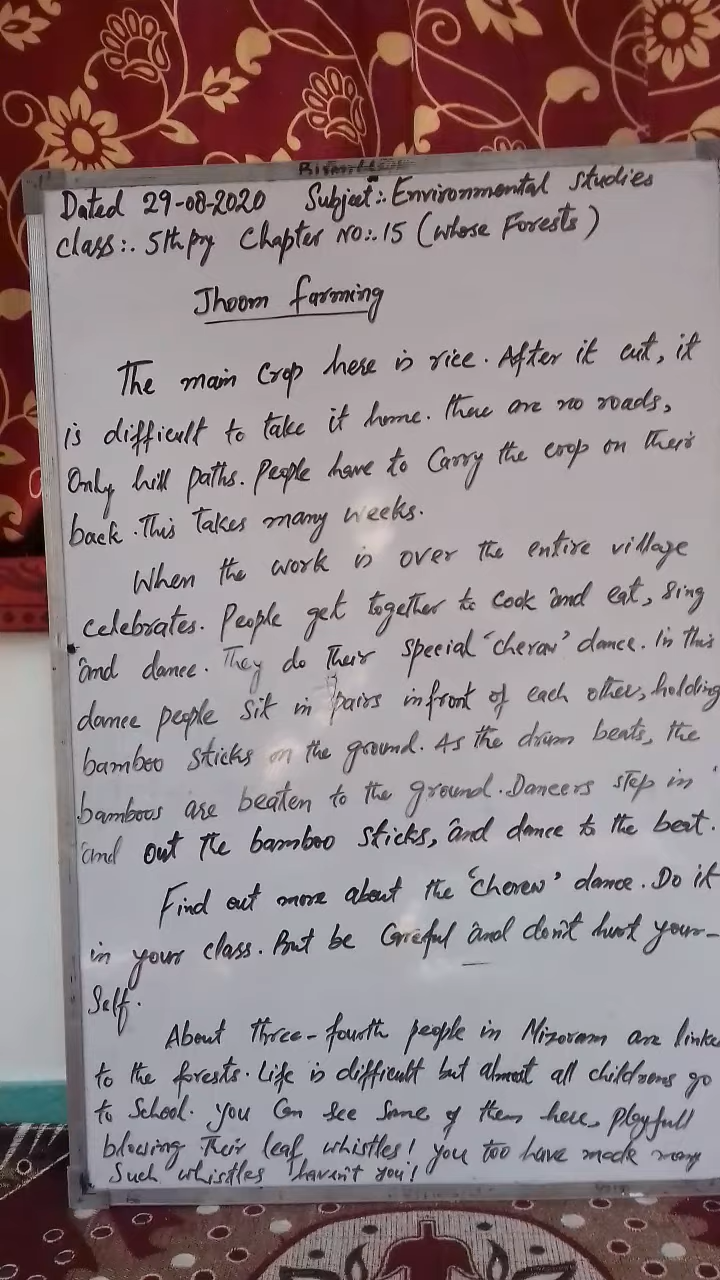 Dated 29-08-2020 Subject:. Environmental studies
class:. 5th pry Chapter No:. 15 (whose Forests)
Jhoom farming
The main crop here is rice. After it cut, it
is difficult to take it home. there are no roads,
Only hill paths. People have to Carry the crop on their
back. This takes many weeks.
When the work is over the entire village
celebrates. People get together to cook and eat, sing
and dance. They do their special 'cheraw' dance. In this
dance people sit in pairs infront of each other, holding
bamboo sticks on the ground. As the drum beats, the
bamboos are beaten to the ground. Dancers step in
and out the bamboo sticks, and dance to the beat.
Find out more about the 'cherew' dance. Do it
in your class. But be Careful and don't hurt your-
Self.
About three-fourth people in Mizoram are linke
to the forests. Life is difficult but almost all childrens go
to School. you Can see Some of them here, Playfull
blowing their leaf whistles! you too have made many
Such whistles haven't you!